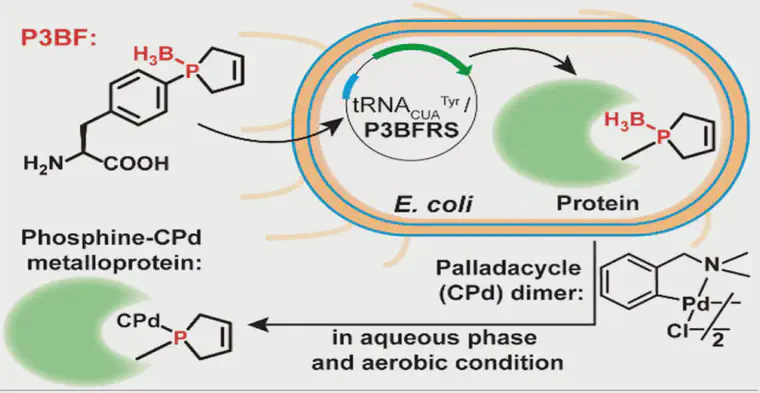 P3BF:
H₃B
P
H₂N
COOH
tRNA_CUA^Tyr /
P3BFRS
E. coli
H₃B
P
Protein
Phosphine-CPd
metalloprotein:
CPd
P
Palladacycle
(CPd) dimer:
N
Pd
Cl
2
in aqueous phase
and aerobic condition